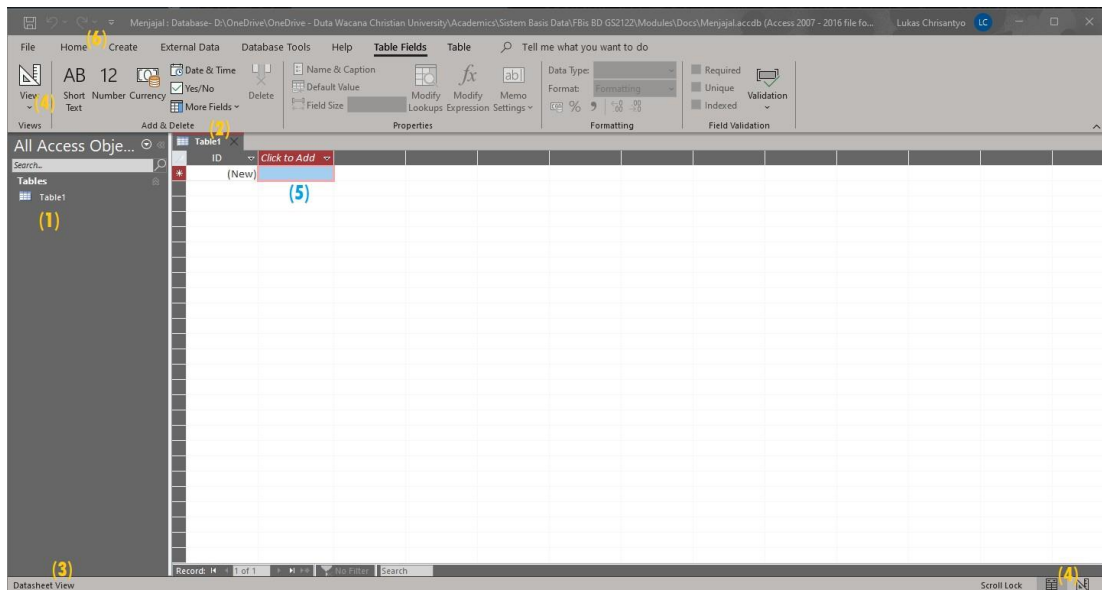 Menjajal : Database- D:\OneDrive\OneDrive - Duta Wacana Christian University\Academics\Sistem Basis Data\FBis BD GS2122\Modules\Docs\Menjajal.accdb (Access 2007 - 2016 file fo... Lukas Chrisantyo LC
(6)
File Home Create External Data Database Tools Help Table Fields Table Tell me what you want to do
View
AB Short Text
12 Number
Currency
Date & Time
Yes/No
More Fields
Delete
Name & Caption
Default Value
Field Size
Modify Lookups
fx Modify Expression
ab Memo Settings
Data Type:
Format: Formatting
% 9
Required
Unique
Indexed
Validation
(4)
Views Add & Delete Properties Formatting Field Validation
(2)
All Access Obje...
Search...
Tables
Table1
(1)
Table1
ID Click to Add
(New)
(5)
Record: 1 of 1 No Filter Search
(3)
Datasheet View Scroll Lock
(4)